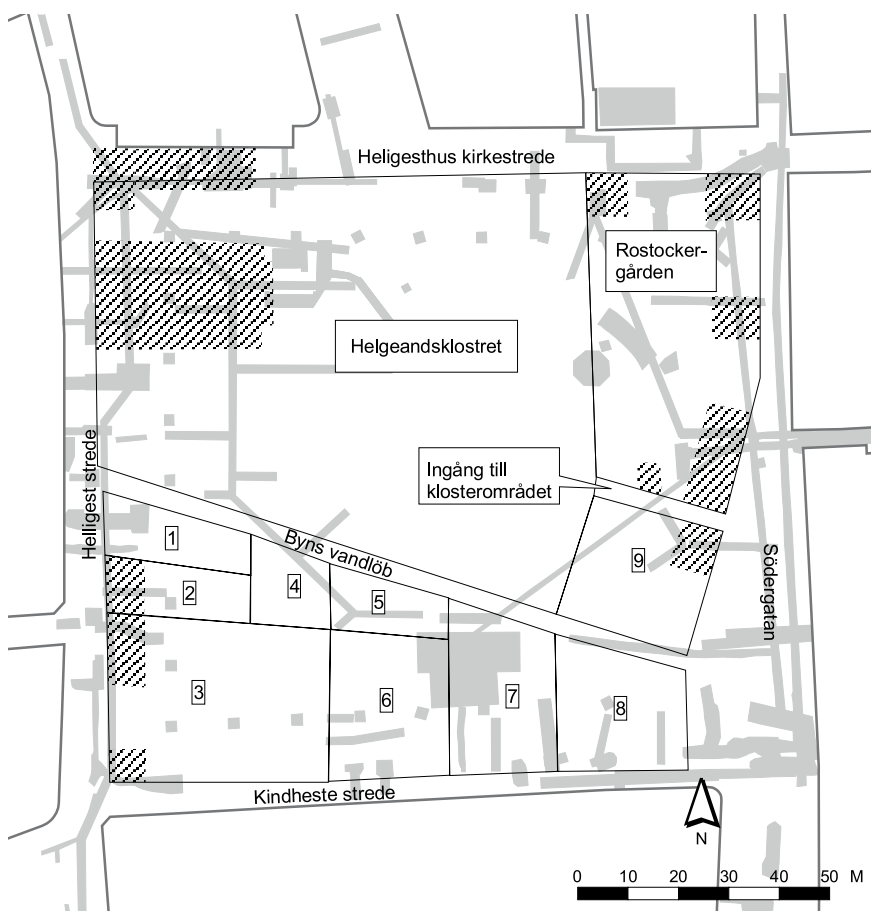 Heligesthus kirkestrede
Rostocker-
gården
Helgeandsklostret
Ingång till
klosterområdet
Helligest strede
Byns vandlöb
Södergatan
1
2
3
4
5
6
7
8
9
Kindheste strede
N
0 10 20 30 40 50 M